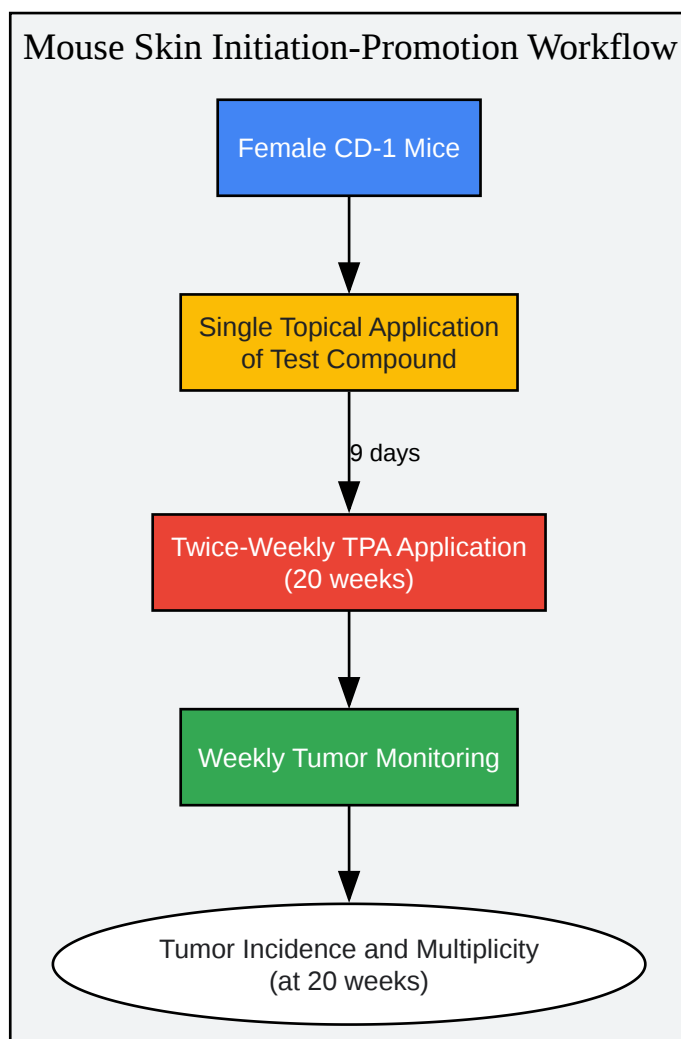 Mouse Skin Initiation-Promotion Workflow
Female CD-1 Mice
Single Topical Application
of Test Compound
9 days
Twice-Weekly TPA Application
(20 weeks)
Weekly Tumor Monitoring
Tumor Incidence and Multiplicity
(at 20 weeks)